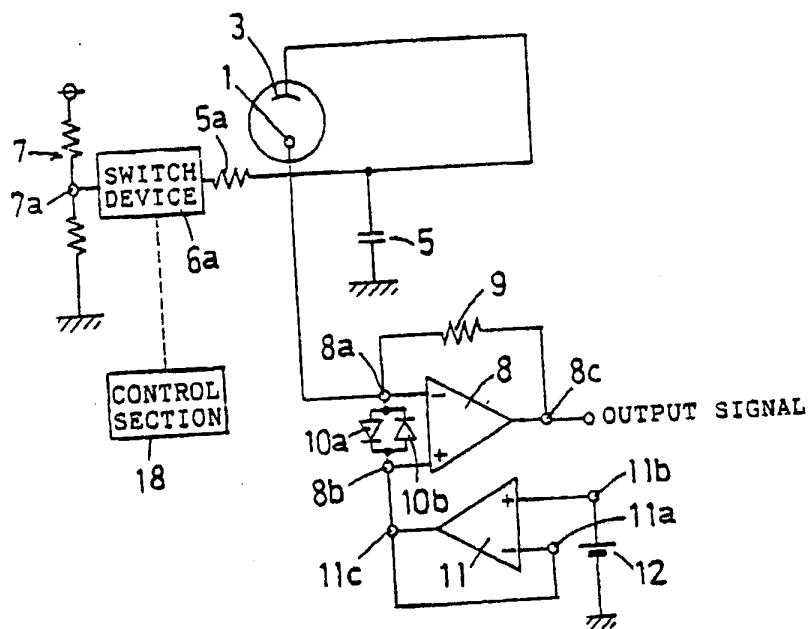 3
1
5a
7
SWITCH
DEVICE
7a
6a
5
9
8a
8
8c
CONTROL
SECTION
−
OUTPUT SIGNAL
10a
+
18
8b
10b
11b
+
11a
−
11c
11
12